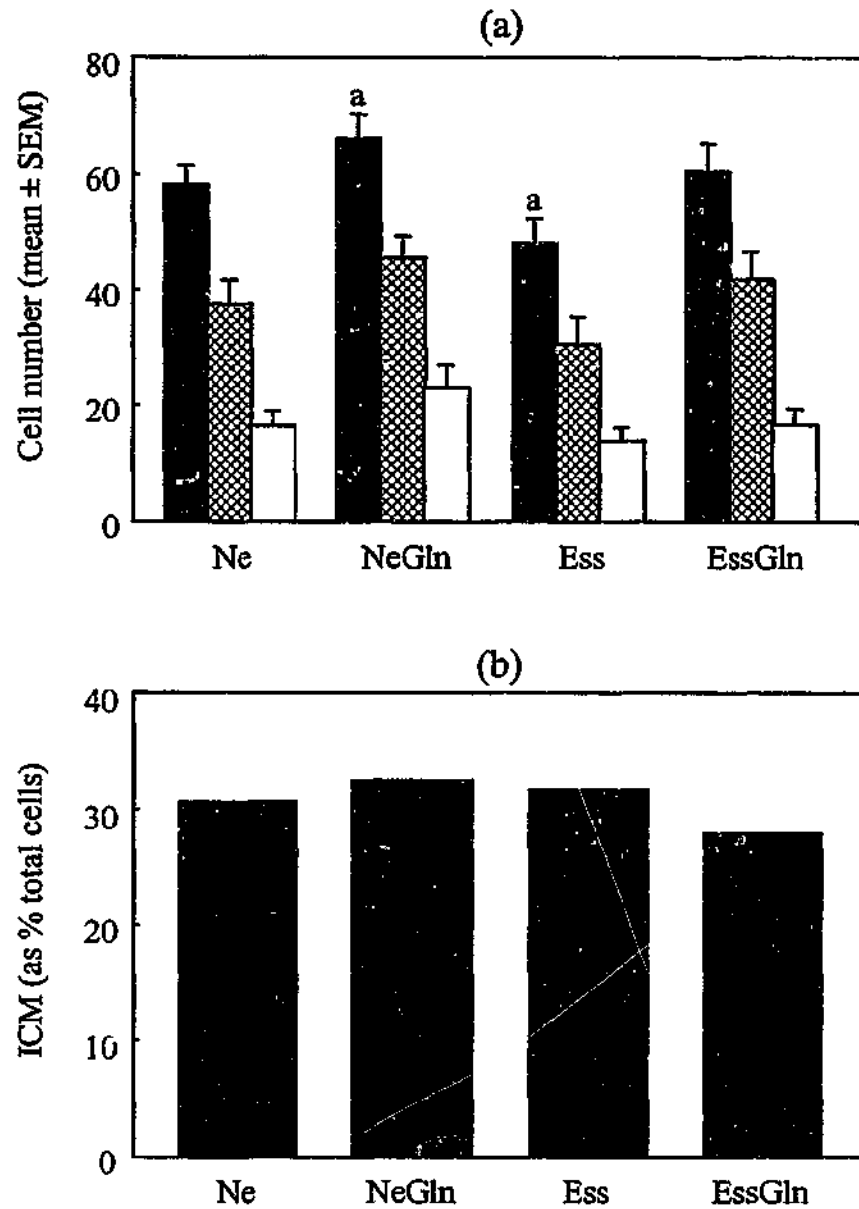 (a)
Cell number (mean ± SEM)
80
60
40
20
0
a
a
Ne NeGln Ess EssGln
(b)
ICM (as % total cells)
40
30
20
10
0
Ne NeGln Ess EssGln